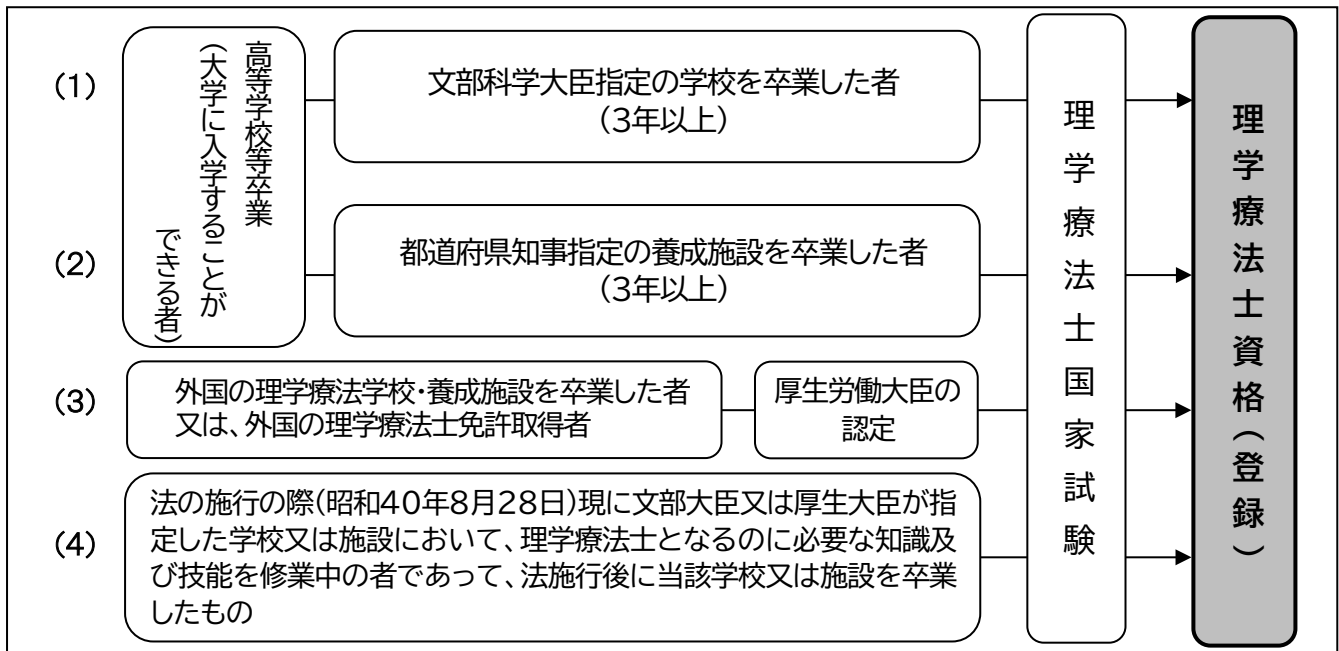 (1)
高等学校等卒業
(大学に入学することが
できる者)
文部科学大臣指定の学校を卒業した者
(3年以上)
(2)
都道府県知事指定の養成施設を卒業した者
(3年以上)
(3)
外国の理学療法学校・養成施設を卒業した者
又は、外国の理学療法士免許取得者
厚生労働大臣の
認定
(4)
法の施行の際(昭和40年8月28日)現に文部大臣又は厚生大臣が指
定した学校又は施設において、理学療法士となるのに必要な知識及
び技能を修業中の者であって、法施行後に当該学校又は施設を卒業
したもの
理学療法士国家試験
理学療法士資格(登録)